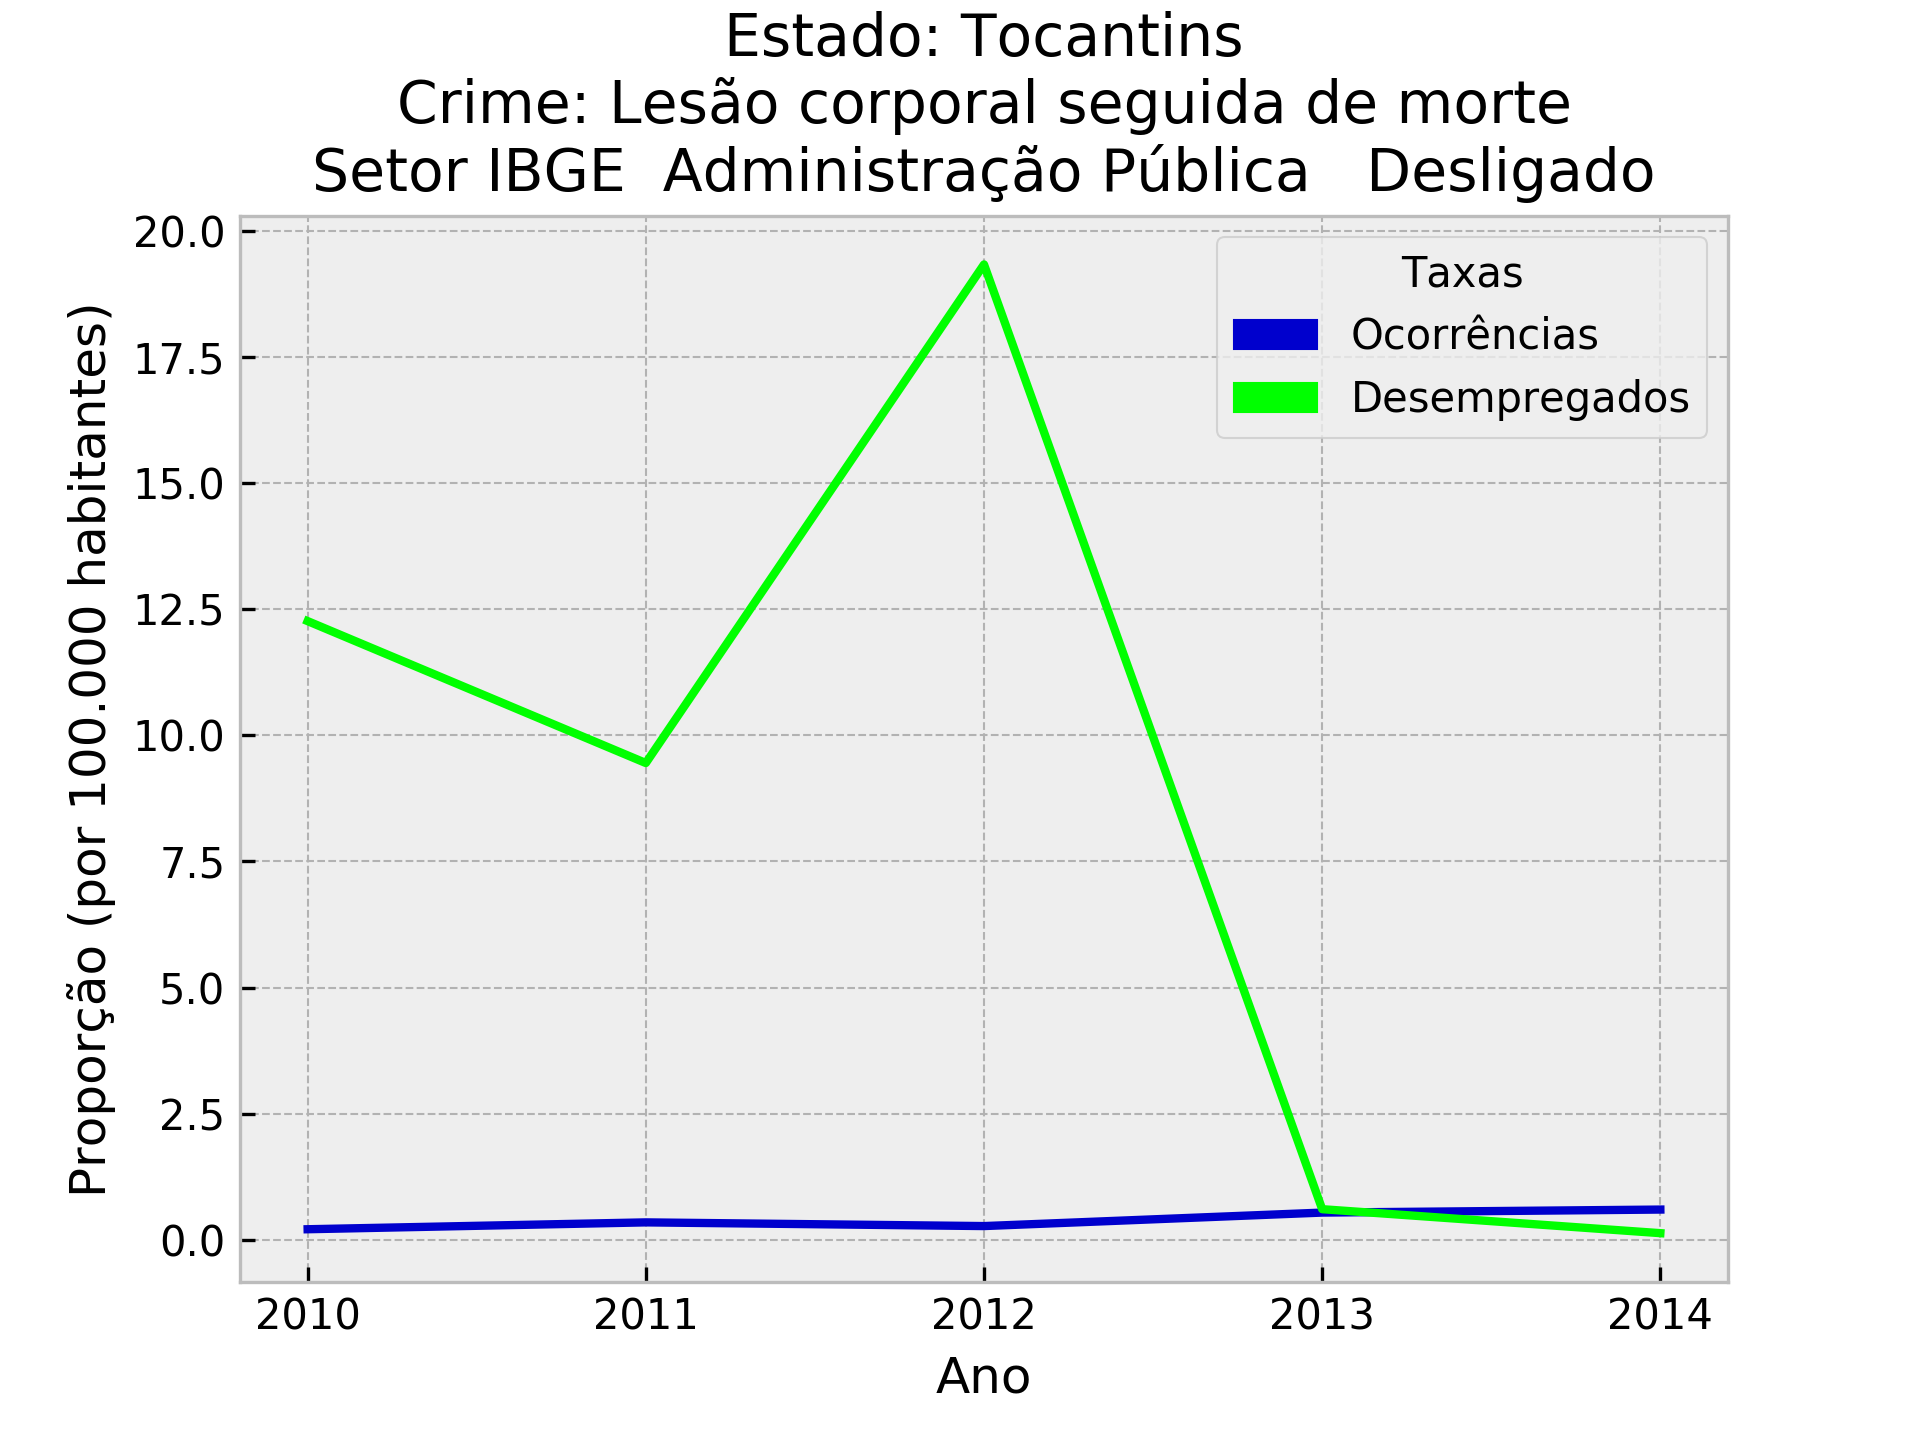 Estado: Tocantins
Crime: Lesão corporal seguida de morte
Setor IBGE  Administração Pública   Desligado
20.0
17.5
15.0
12.5
10.0
7.5
5.0
2.5
0.0
Proporção (por 100.000 habitantes)
Taxas
Ocorrências
Desempregados
2010
2011
2012
2013
2014
Ano